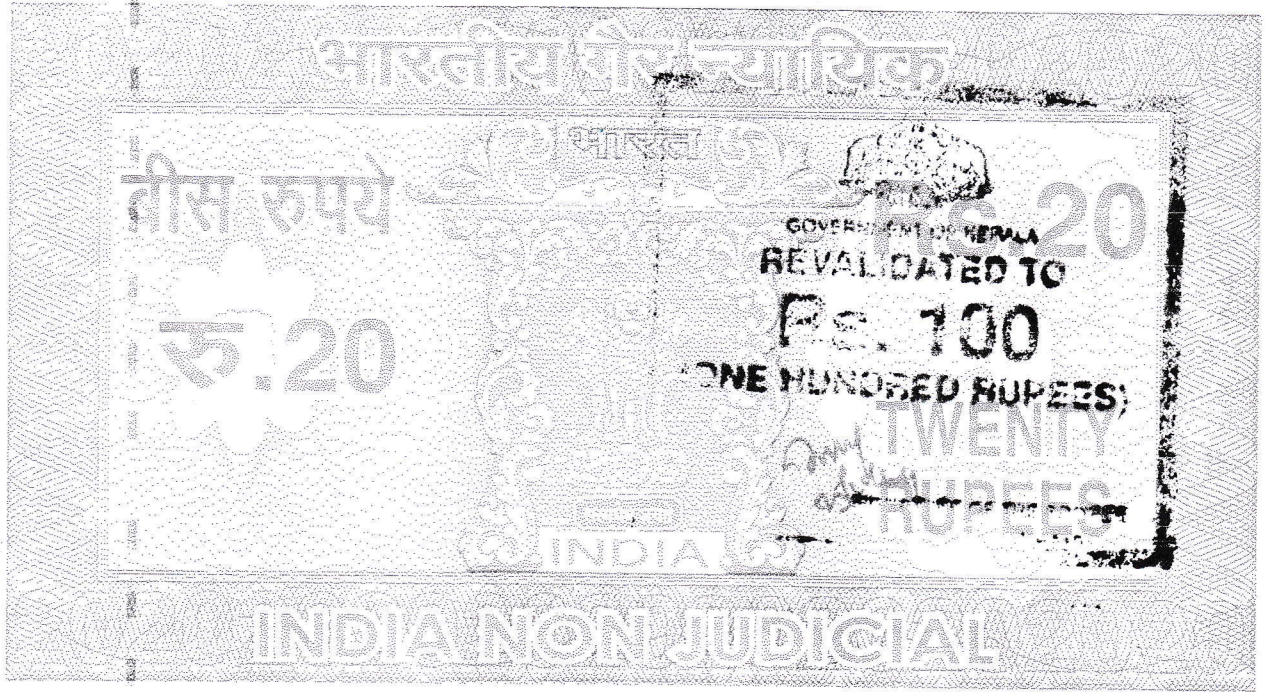 भारतीय गैर न्यायिक
भारत
बीस रुपये
रु.20
Rs.20
GOVERNMENT OF KERALA
REVALIDATED TO
Rs. 100
(ONE HUNDRED RUPEES)
TWENTY
RUPEES
INDIA
INDIA NON JUDICIAL